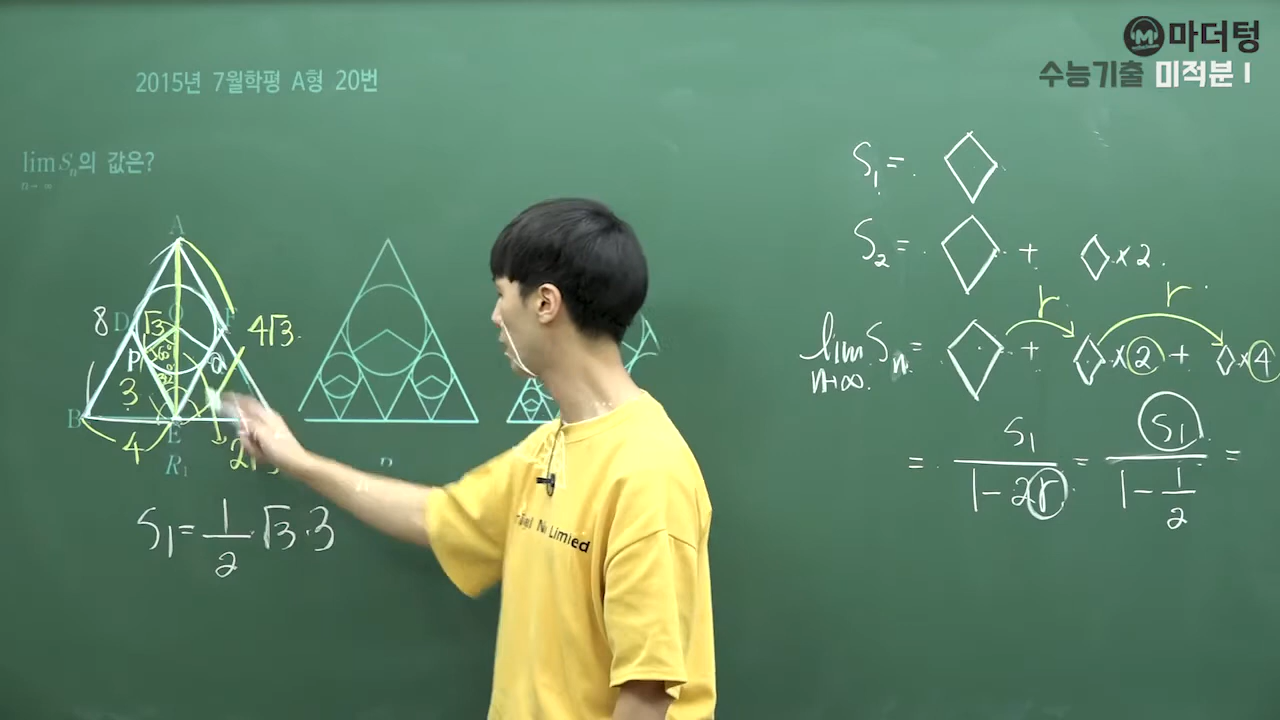 마더텅
수능기출 미적분 I
2015년 7월학평 A형 20번
lim Sₙ의 값은?
n→∞
A
8 D √3 O F 4√3
P 60° Q
3
B 4 E
R₁
S₁ = 1/2 · √3 · 3
S₁ = ◇
S₂ = ◇ + ◇ × 2
r r
lim Sₙ = ◇ + ◇ × 2 + ◇ × 4
n→∞
= S₁/(1-2r) = S₁/(1-1/2) =
Limited